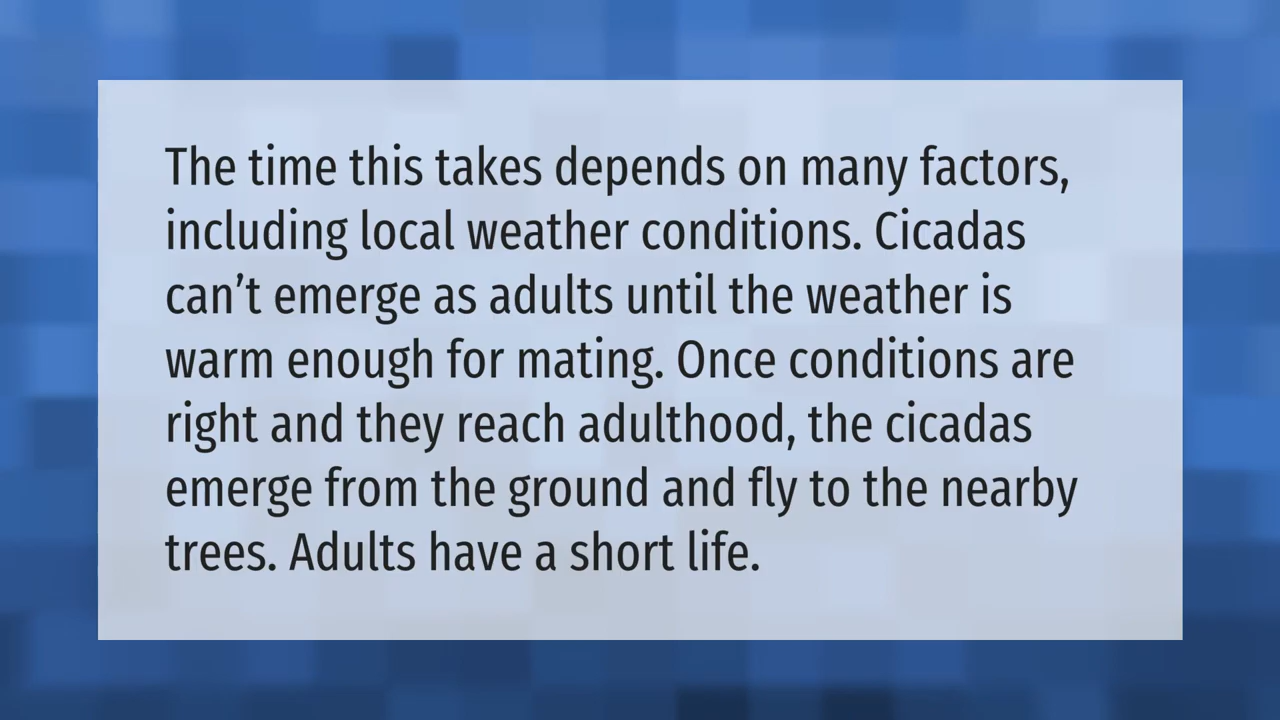 The time this takes depends on many factors,
including local weather conditions. Cicadas
can’t emerge as adults until the weather is
warm enough for mating. Once conditions are
right and they reach adulthood, the cicadas
emerge from the ground and fly to the nearby
trees. Adults have a short life.